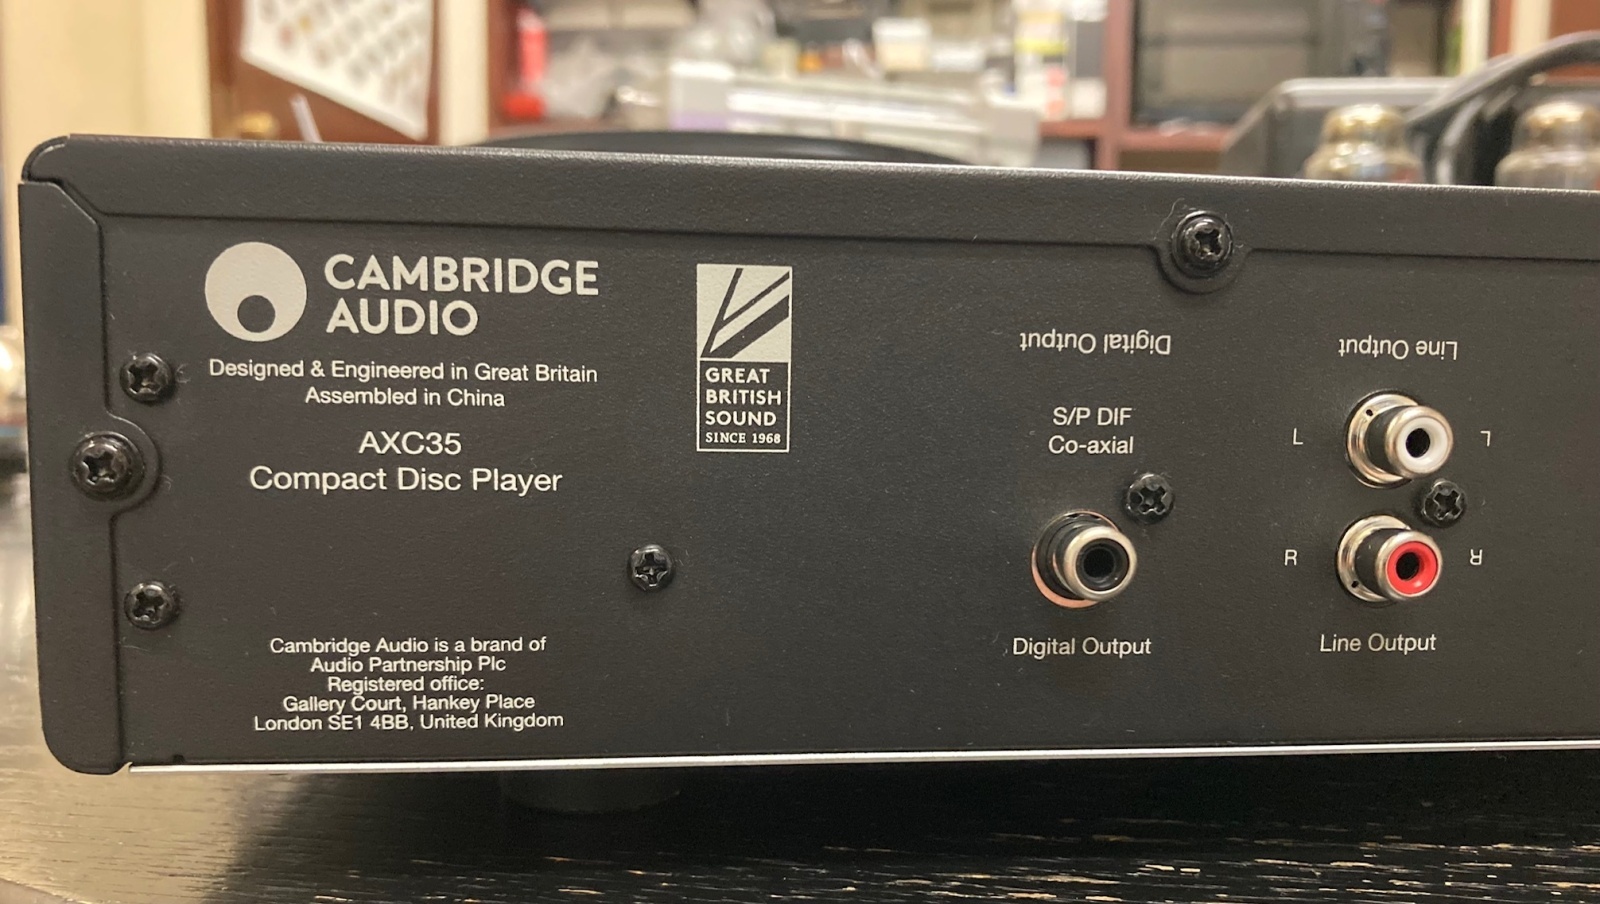 CAMBRIDGE
AUDIO
Designed & Engineered in Great Britain
Assembled in China
AXC35
Compact Disc Player
Cambridge Audio is a brand of
Audio Partnership Plc
Registered office:
Gallery Court, Hankey Place
London SE1 4BB, United Kingdom
GREAT
BRITISH
SOUND
SINCE 1968
Digital Output
S/P DIF
Co-axial
Digital Output
Line Output
L
L
R
R
Line Output